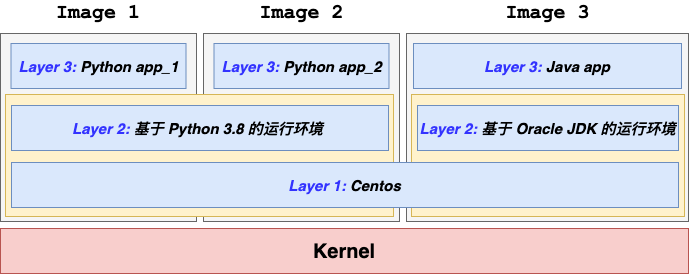 Image 1
Image 2
Image 3
Layer 3: Python app_1
Layer 3: Python app_2
Layer 3: Java app
Layer 2: 基于 Python 3.8 的运行环境
Layer 2: 基于 Oracle JDK 的运行环境
Layer 1: Centos
Kernel